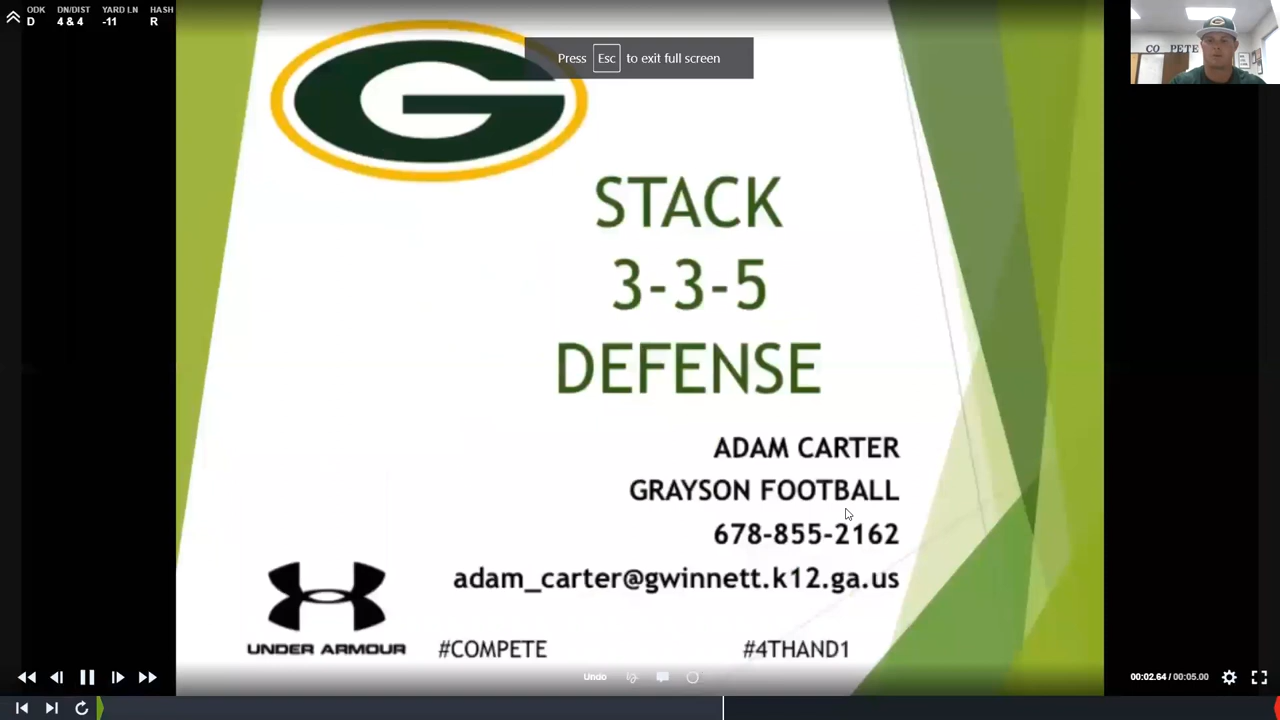 ODK DN/DIST YARD LN HASH
D 4 & 4 -11 R
Press Esc to exit full screen
CO PETE
G
STACK
3-3-5
DEFENSE
ADAM CARTER
GRAYSON FOOTBALL
678-855-2162
adam_carter@gwinnett.k12.ga.us
UNDER ARMOUR
#COMPETE #4THAND1
Undo
00:02.64 / 00:05.00